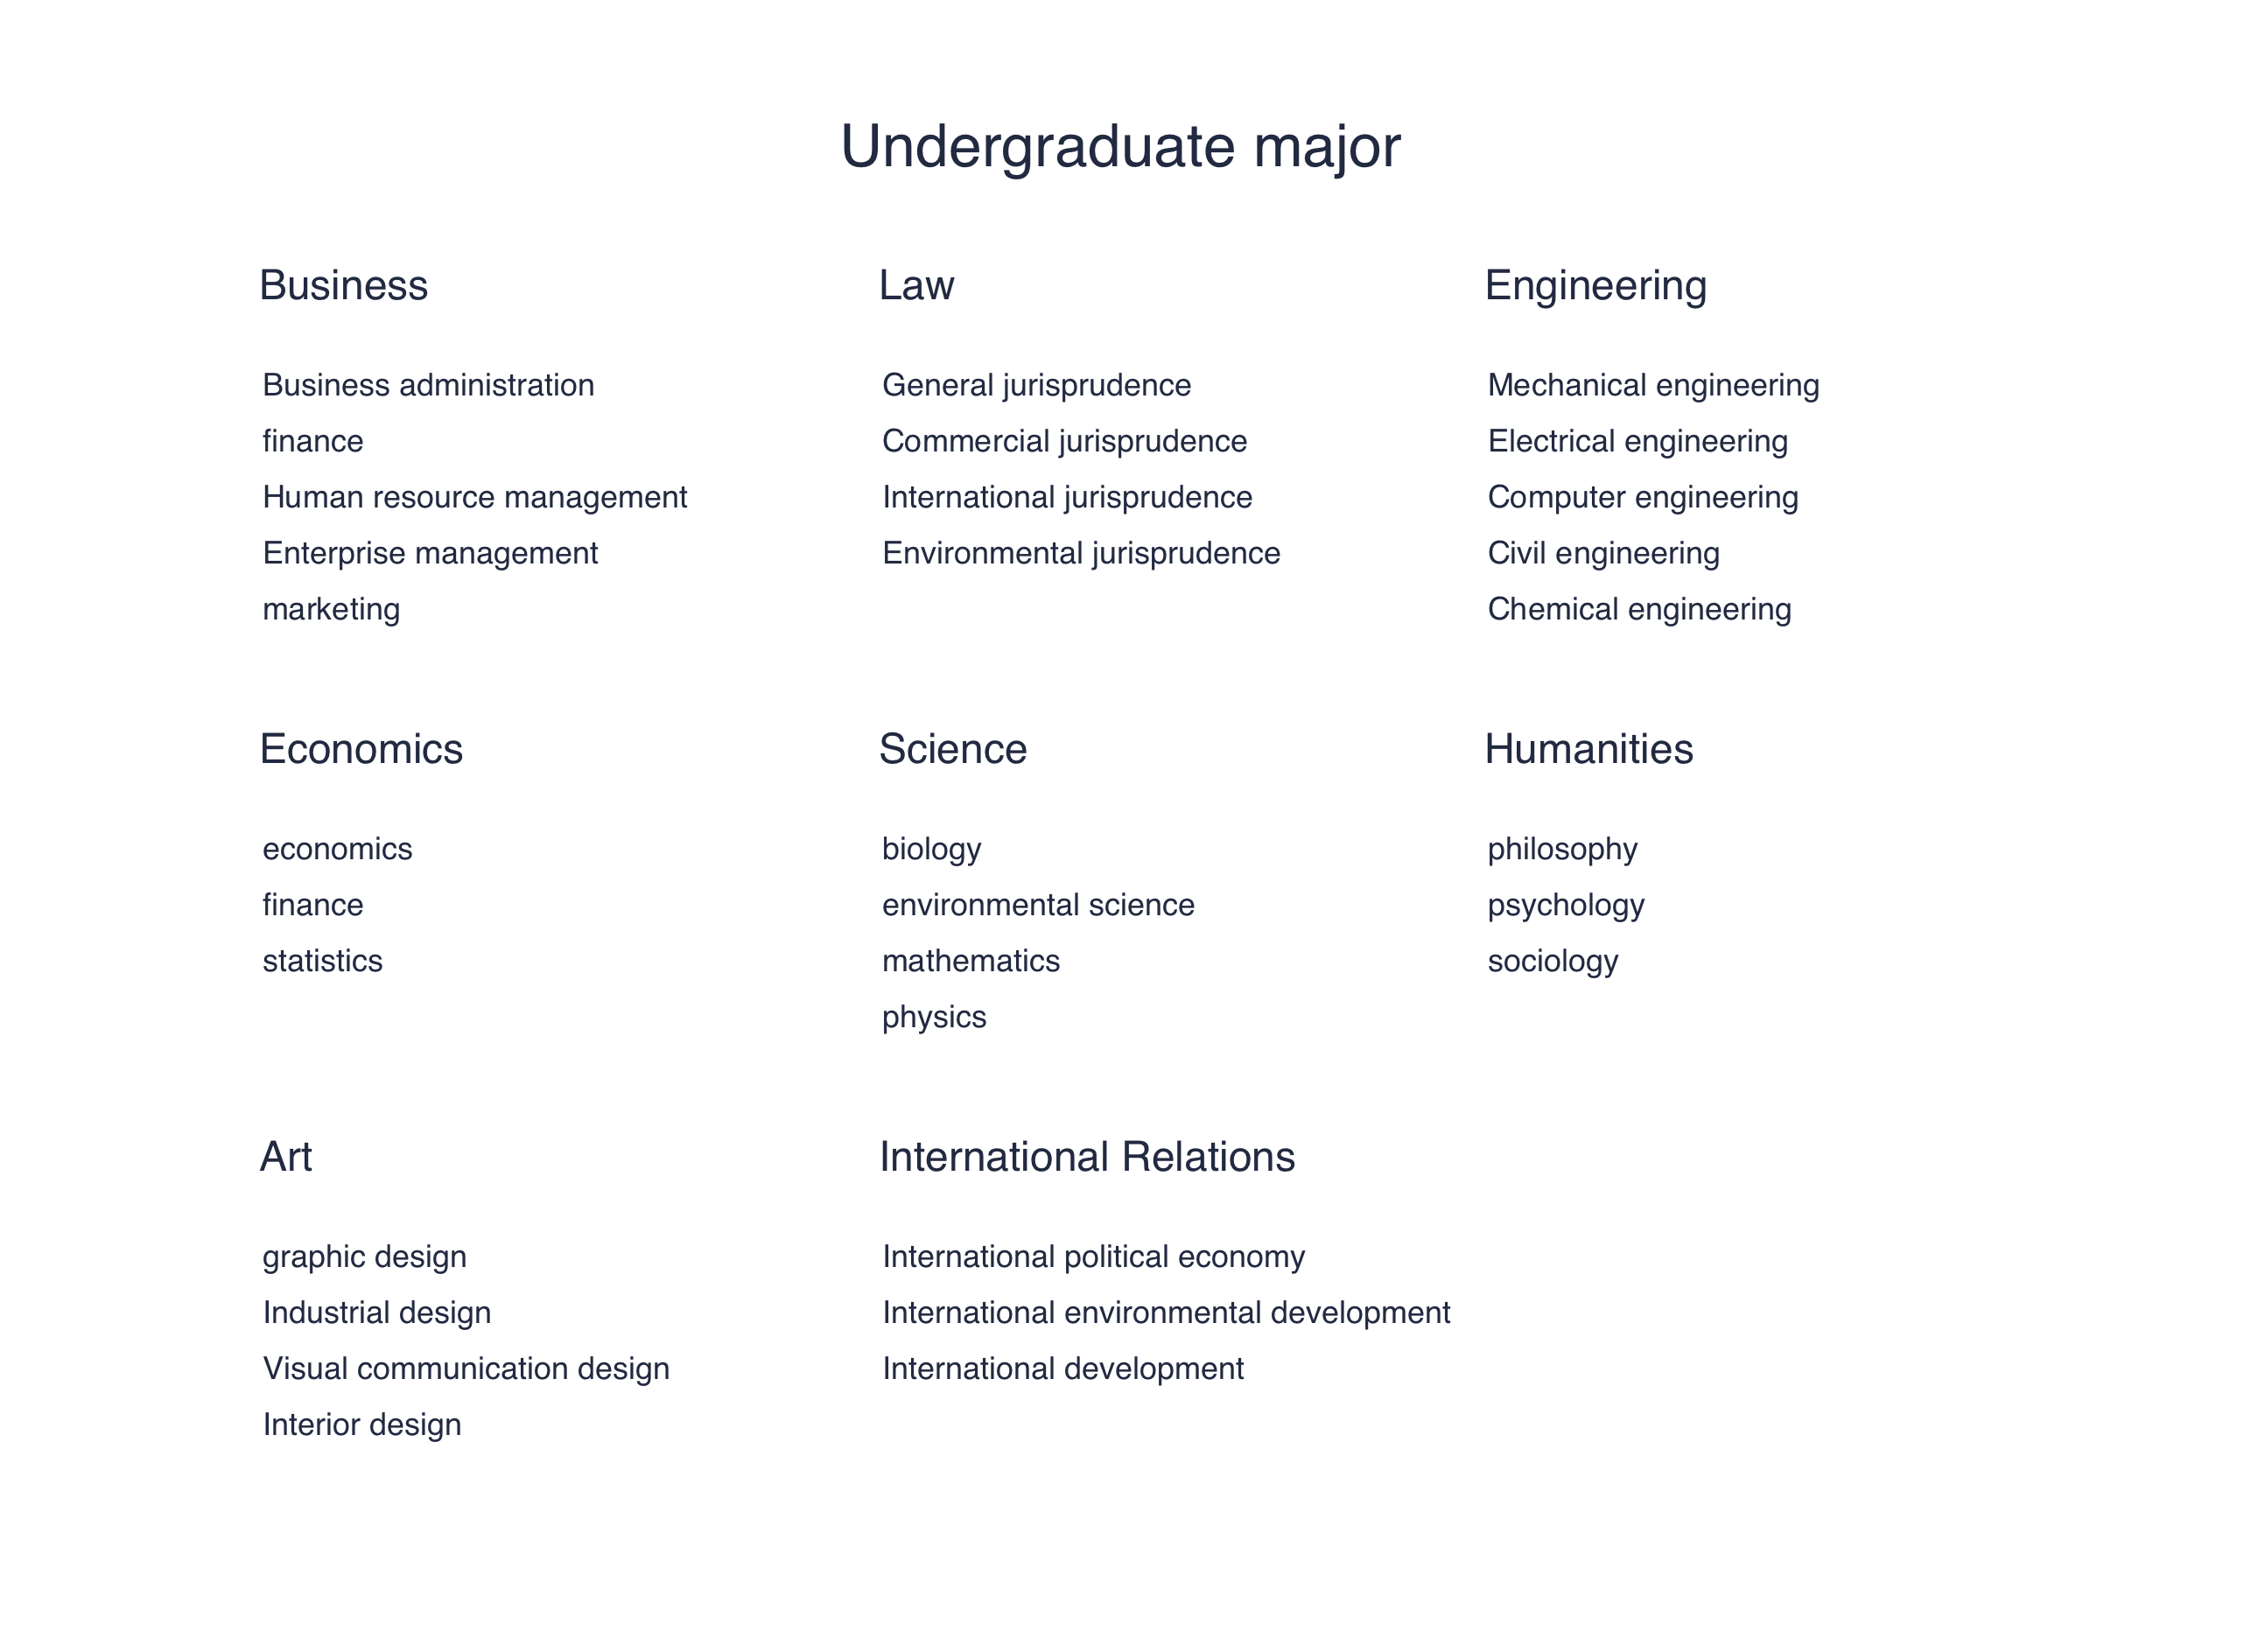 Undergraduate major
Business
Business administration
finance
Human resource management
Enterprise management
marketing
Law
General jurisprudence
Commercial jurisprudence
International jurisprudence
Environmental jurisprudence
Engineering
Mechanical engineering
Electrical engineering
Computer engineering
Civil engineering
Chemical engineering
Economics
economics
finance
statistics
Science
biology
environmental science
mathematics
physics
Humanities
philosophy
psychology
sociology
Art
graphic design
Industrial design
Visual communication design
Interior design
International Relations
International political economy
International environmental development
International development